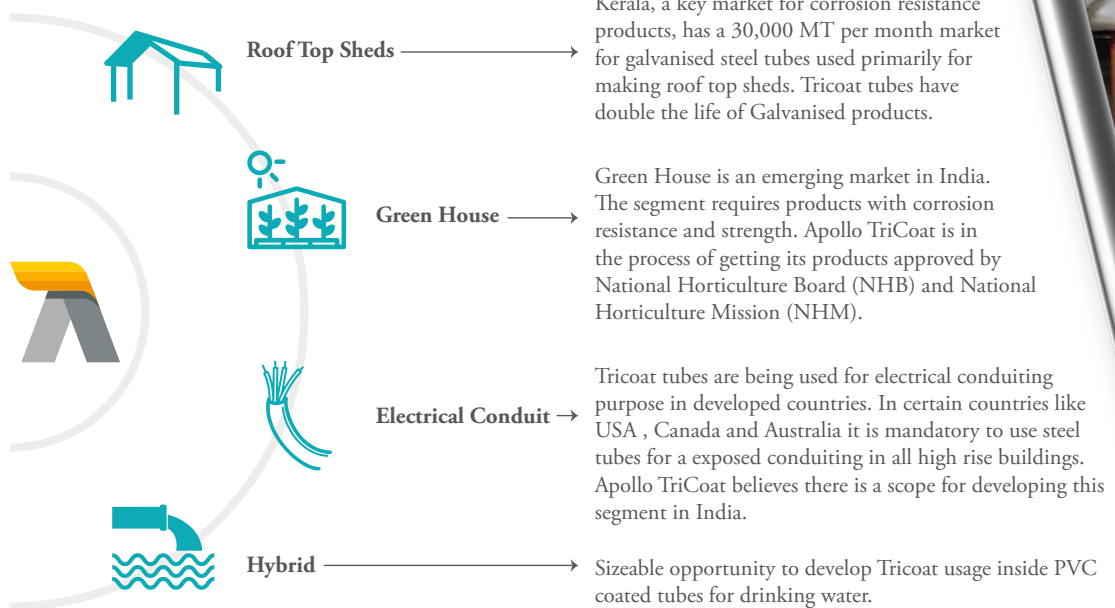 Kerala, a key market for corrosion resistance
Roof Top Sheds
products, has a 30,000 MT per month market
for galvanised steel tubes used primarily for
making roof top sheds. Tricoat tubes have
double the life of Galvanised products.
Green House
Green House is an emerging market in India.
The segment requires products with corrosion
resistance and strength. Apollo TriCoat is in
the process of getting its products approved by
National Horticulture Board (NHB) and National
Horticulture Mission (NHM).
Electrical Conduit
Tricoat tubes are being used for electrical conduiting
purpose in developed countries. In certain countries like
USA , Canada and Australia it is mandatory to use steel
tubes for a exposed conduiting in all high rise buildings.
Apollo TriCoat believes there is a scope for developing this
segment in India.
Hybrid
Sizeable opportunity to develop Tricoat usage inside PVC
coated tubes for drinking water.